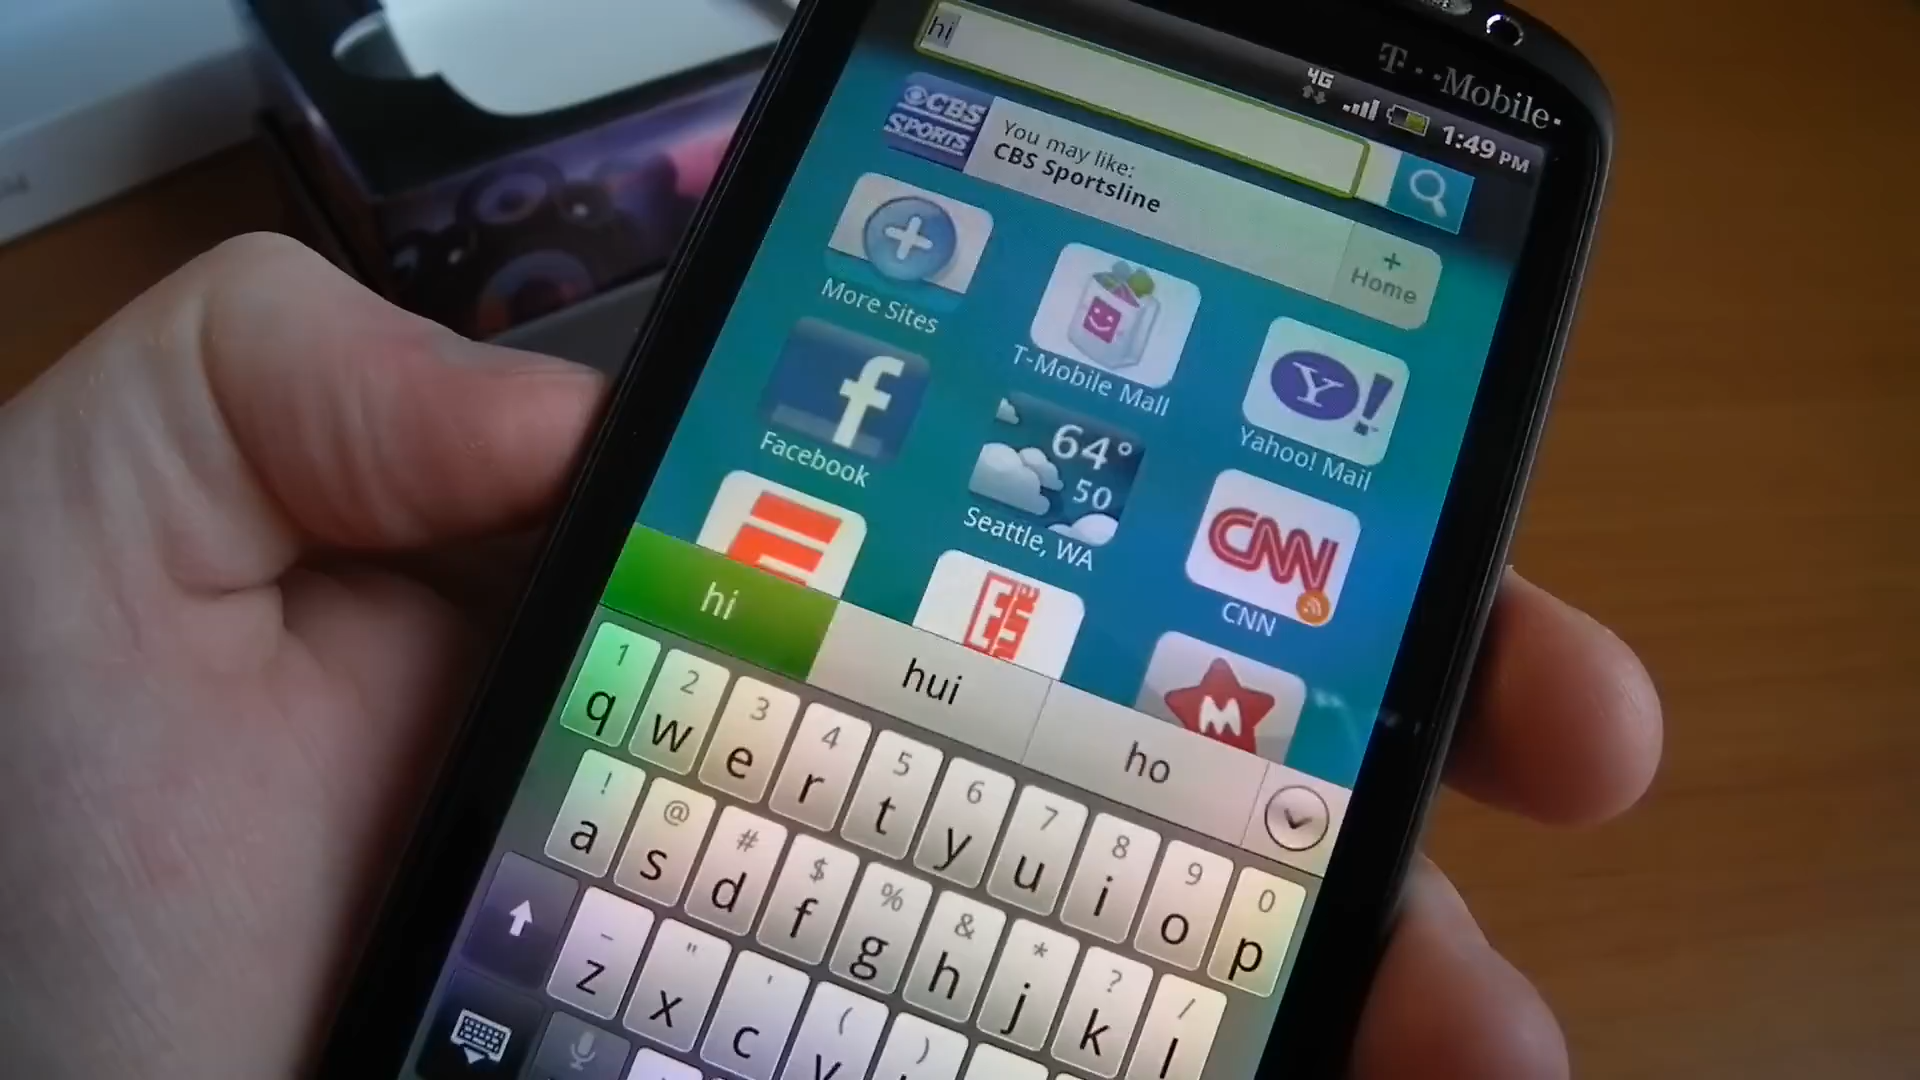 T··Mobile·
4G
1:49 PM
hi
CBS
SPORTS
You may like:
CBS Sportsline
+
Home
More Sites
T-Mobile Mall
Y!
Yahoo! Mail
f
Facebook
64°
50
Seattle, WA
CNN
CNN
M
hi
hui
ho
1 2 3 4 5 6 7 8 9 0
q w e r t y u i o p
! @ # $ % & * ? /
a s d f g h j k l
_ " ' ( )
z x c v